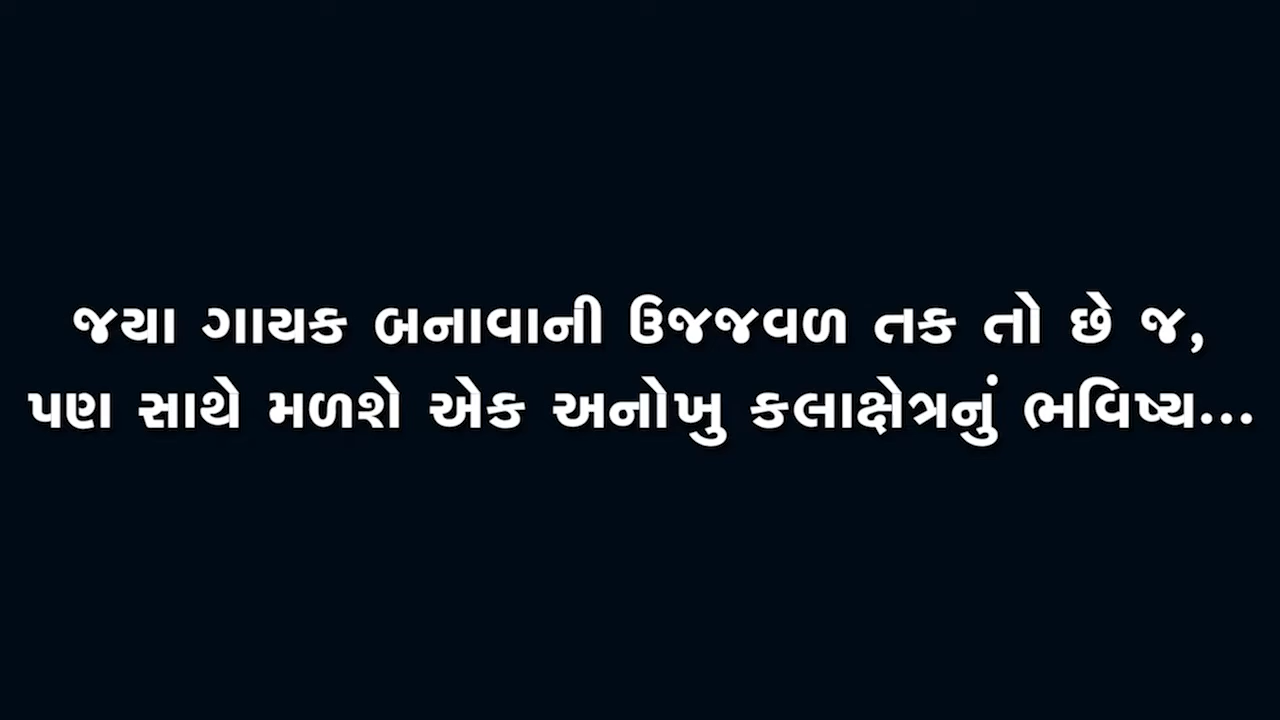 જયા ગાયક બનાવાની ઉજજવળ તક તો છે જ,
પણ સાથે મળશે એક અનોખુ કલાક્ષેત્રનું ભવિષ્ય...